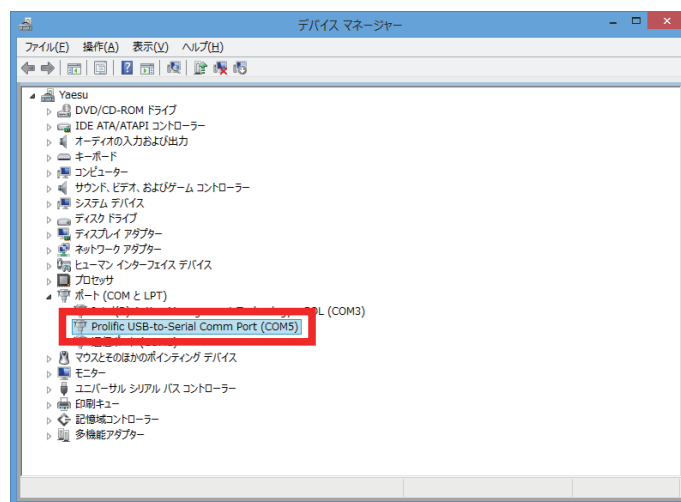 デバイス マネージャー
ファイル(F) 操作(A) 表示(V) ヘルプ(H)
Yaesu
DVD/CD-ROM ドライブ
IDE ATA/ATAPI コントローラー
オーディオの入力および出力
キーボード
コンピューター
サウンド、ビデオ、およびゲーム コントローラー
システム デバイス
ディスク ドライブ
ディスプレイ アダプター
ネットワーク アダプター
ヒューマン インターフェイス デバイス
プロセッサ
ポート (COM と LPT)
(COM3)
Prolific USB-to-Serial Comm Port (COM5)
マウスとそのほかのポインティング デバイス
モニター
ユニバーサル シリアル バス コントローラー
印刷キュー
記憶域コントローラー
多機能アダプター